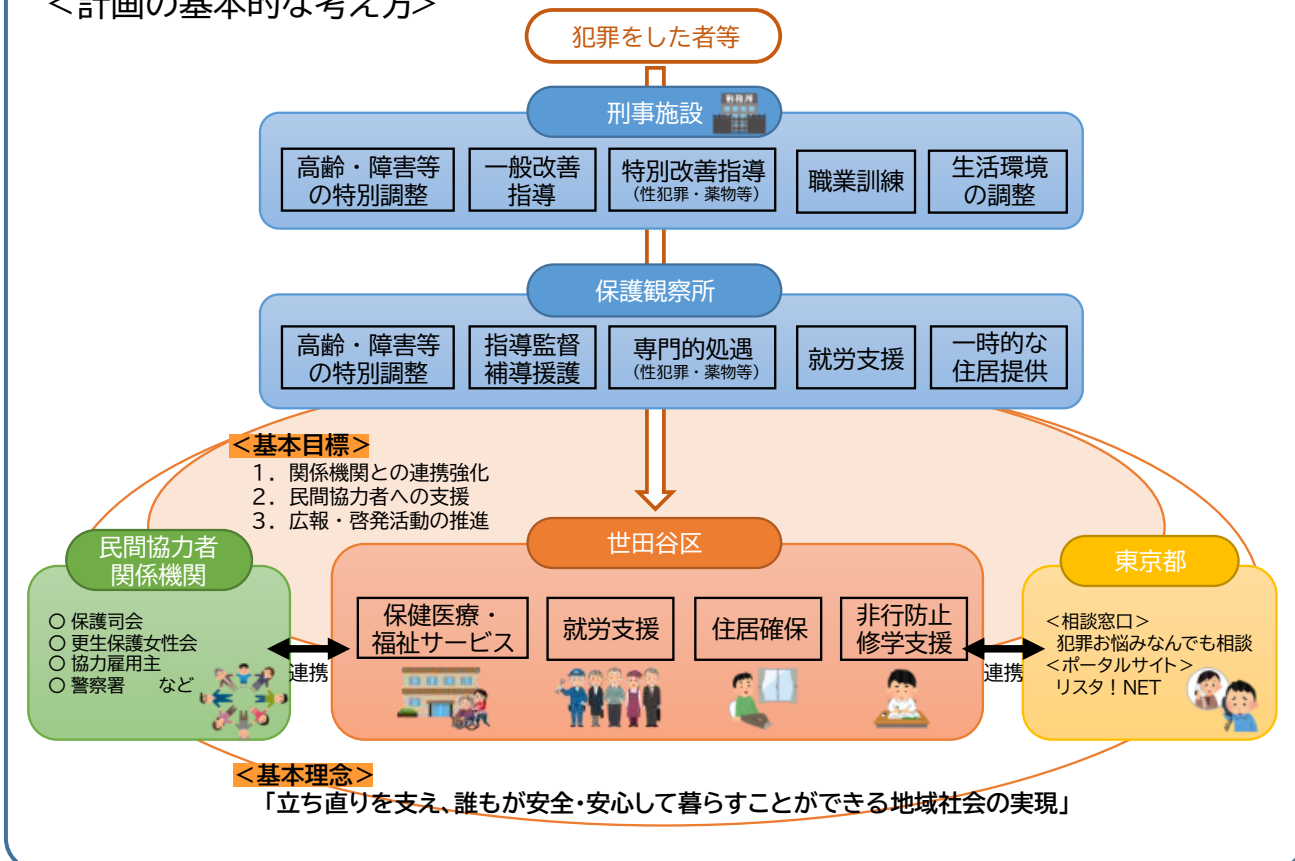 ＜計画の基本的な考え方＞
犯罪をした者等
刑事施設
刑務所
高齢・障害等
の特別調整
一般改善
指導
特別改善指導
（性犯罪・薬物等）
職業訓練
生活環境
の調整
保護観察所
高齢・障害等
の特別調整
指導監督
補導援護
専門的処遇
（性犯罪・薬物等）
就労支援
一時的な
住居提供
＜基本目標＞
１．関係機関との連携強化
２．民間協力者への支援
３．広報・啓発活動の推進
民間協力者
関係機関
○ 保護司会
○ 更生保護女性会
○ 協力雇用主
○ 警察署　など
連携
世田谷区
保健医療・
福祉サービス
就労支援
住居確保
非行防止
修学支援
連携
東京都
＜相談窓口＞
犯罪お悩みなんでも相談
＜ポータルサイト＞
リスタ！NET
＜基本理念＞
「立ち直りを支え、誰もが安全・安心して暮らすことができる地域社会の実現」